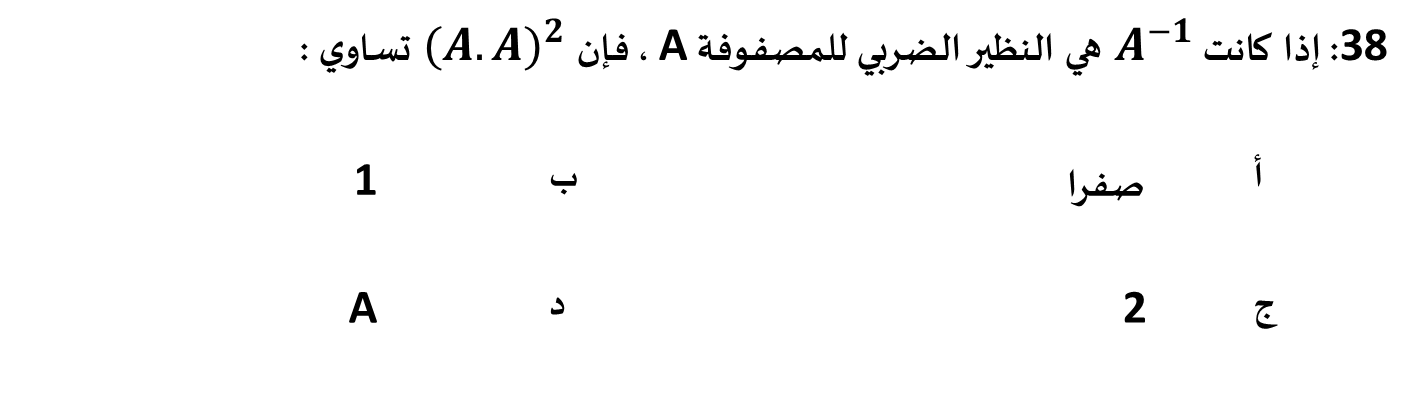 38: إذا كانت A⁻¹ هي النظير الضربي للمصفوفة A ، فإن (A. A)² تساوي :
أ صفرا ب 1
ج 2 د A